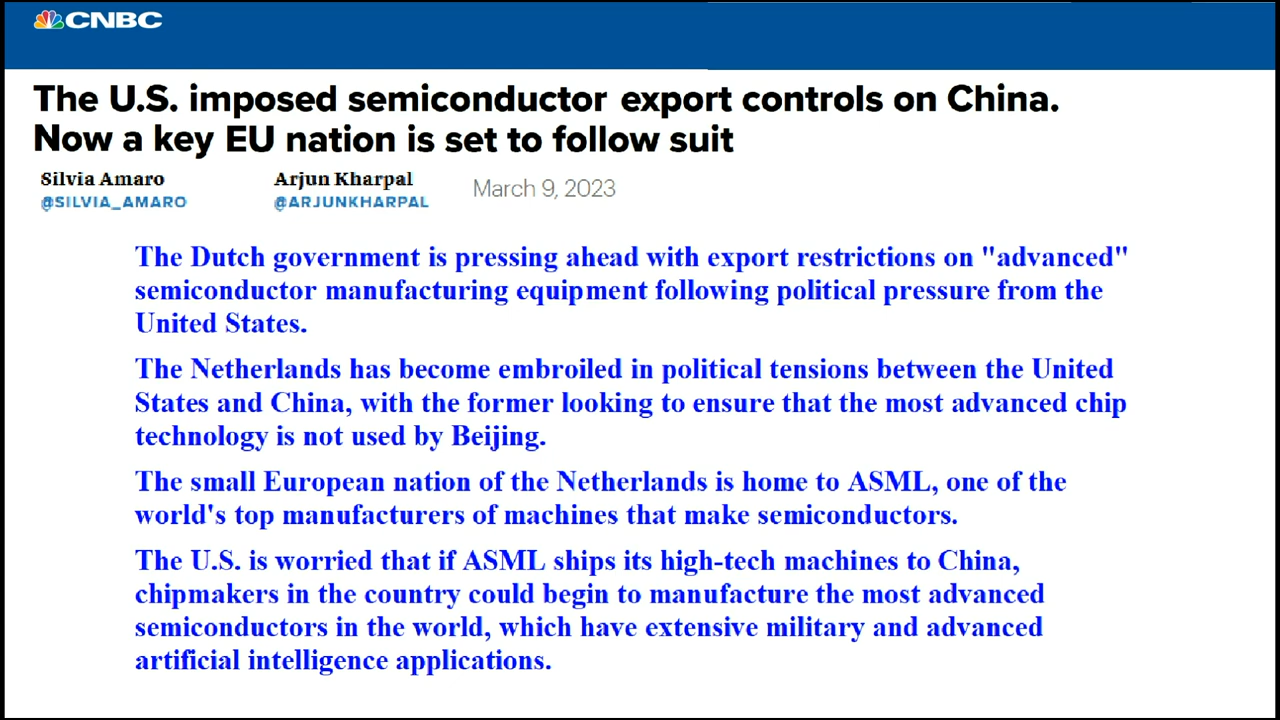 CNBC
The U.S. imposed semiconductor export controls on China.
Now a key EU nation is set to follow suit
Silvia Amaro Arjun Kharpal March 9, 2023
@SILVIA_AMARO @ARJUNKHARPAL
The Dutch government is pressing ahead with export restrictions on "advanced"
semiconductor manufacturing equipment following political pressure from the
United States.
The Netherlands has become embroiled in political tensions between the United
States and China, with the former looking to ensure that the most advanced chip
technology is not used by Beijing.
The small European nation of the Netherlands is home to ASML, one of the
world's top manufacturers of machines that make semiconductors.
The U.S. is worried that if ASML ships its high-tech machines to China,
chipmakers in the country could begin to manufacture the most advanced
semiconductors in the world, which have extensive military and advanced
artificial intelligence applications.